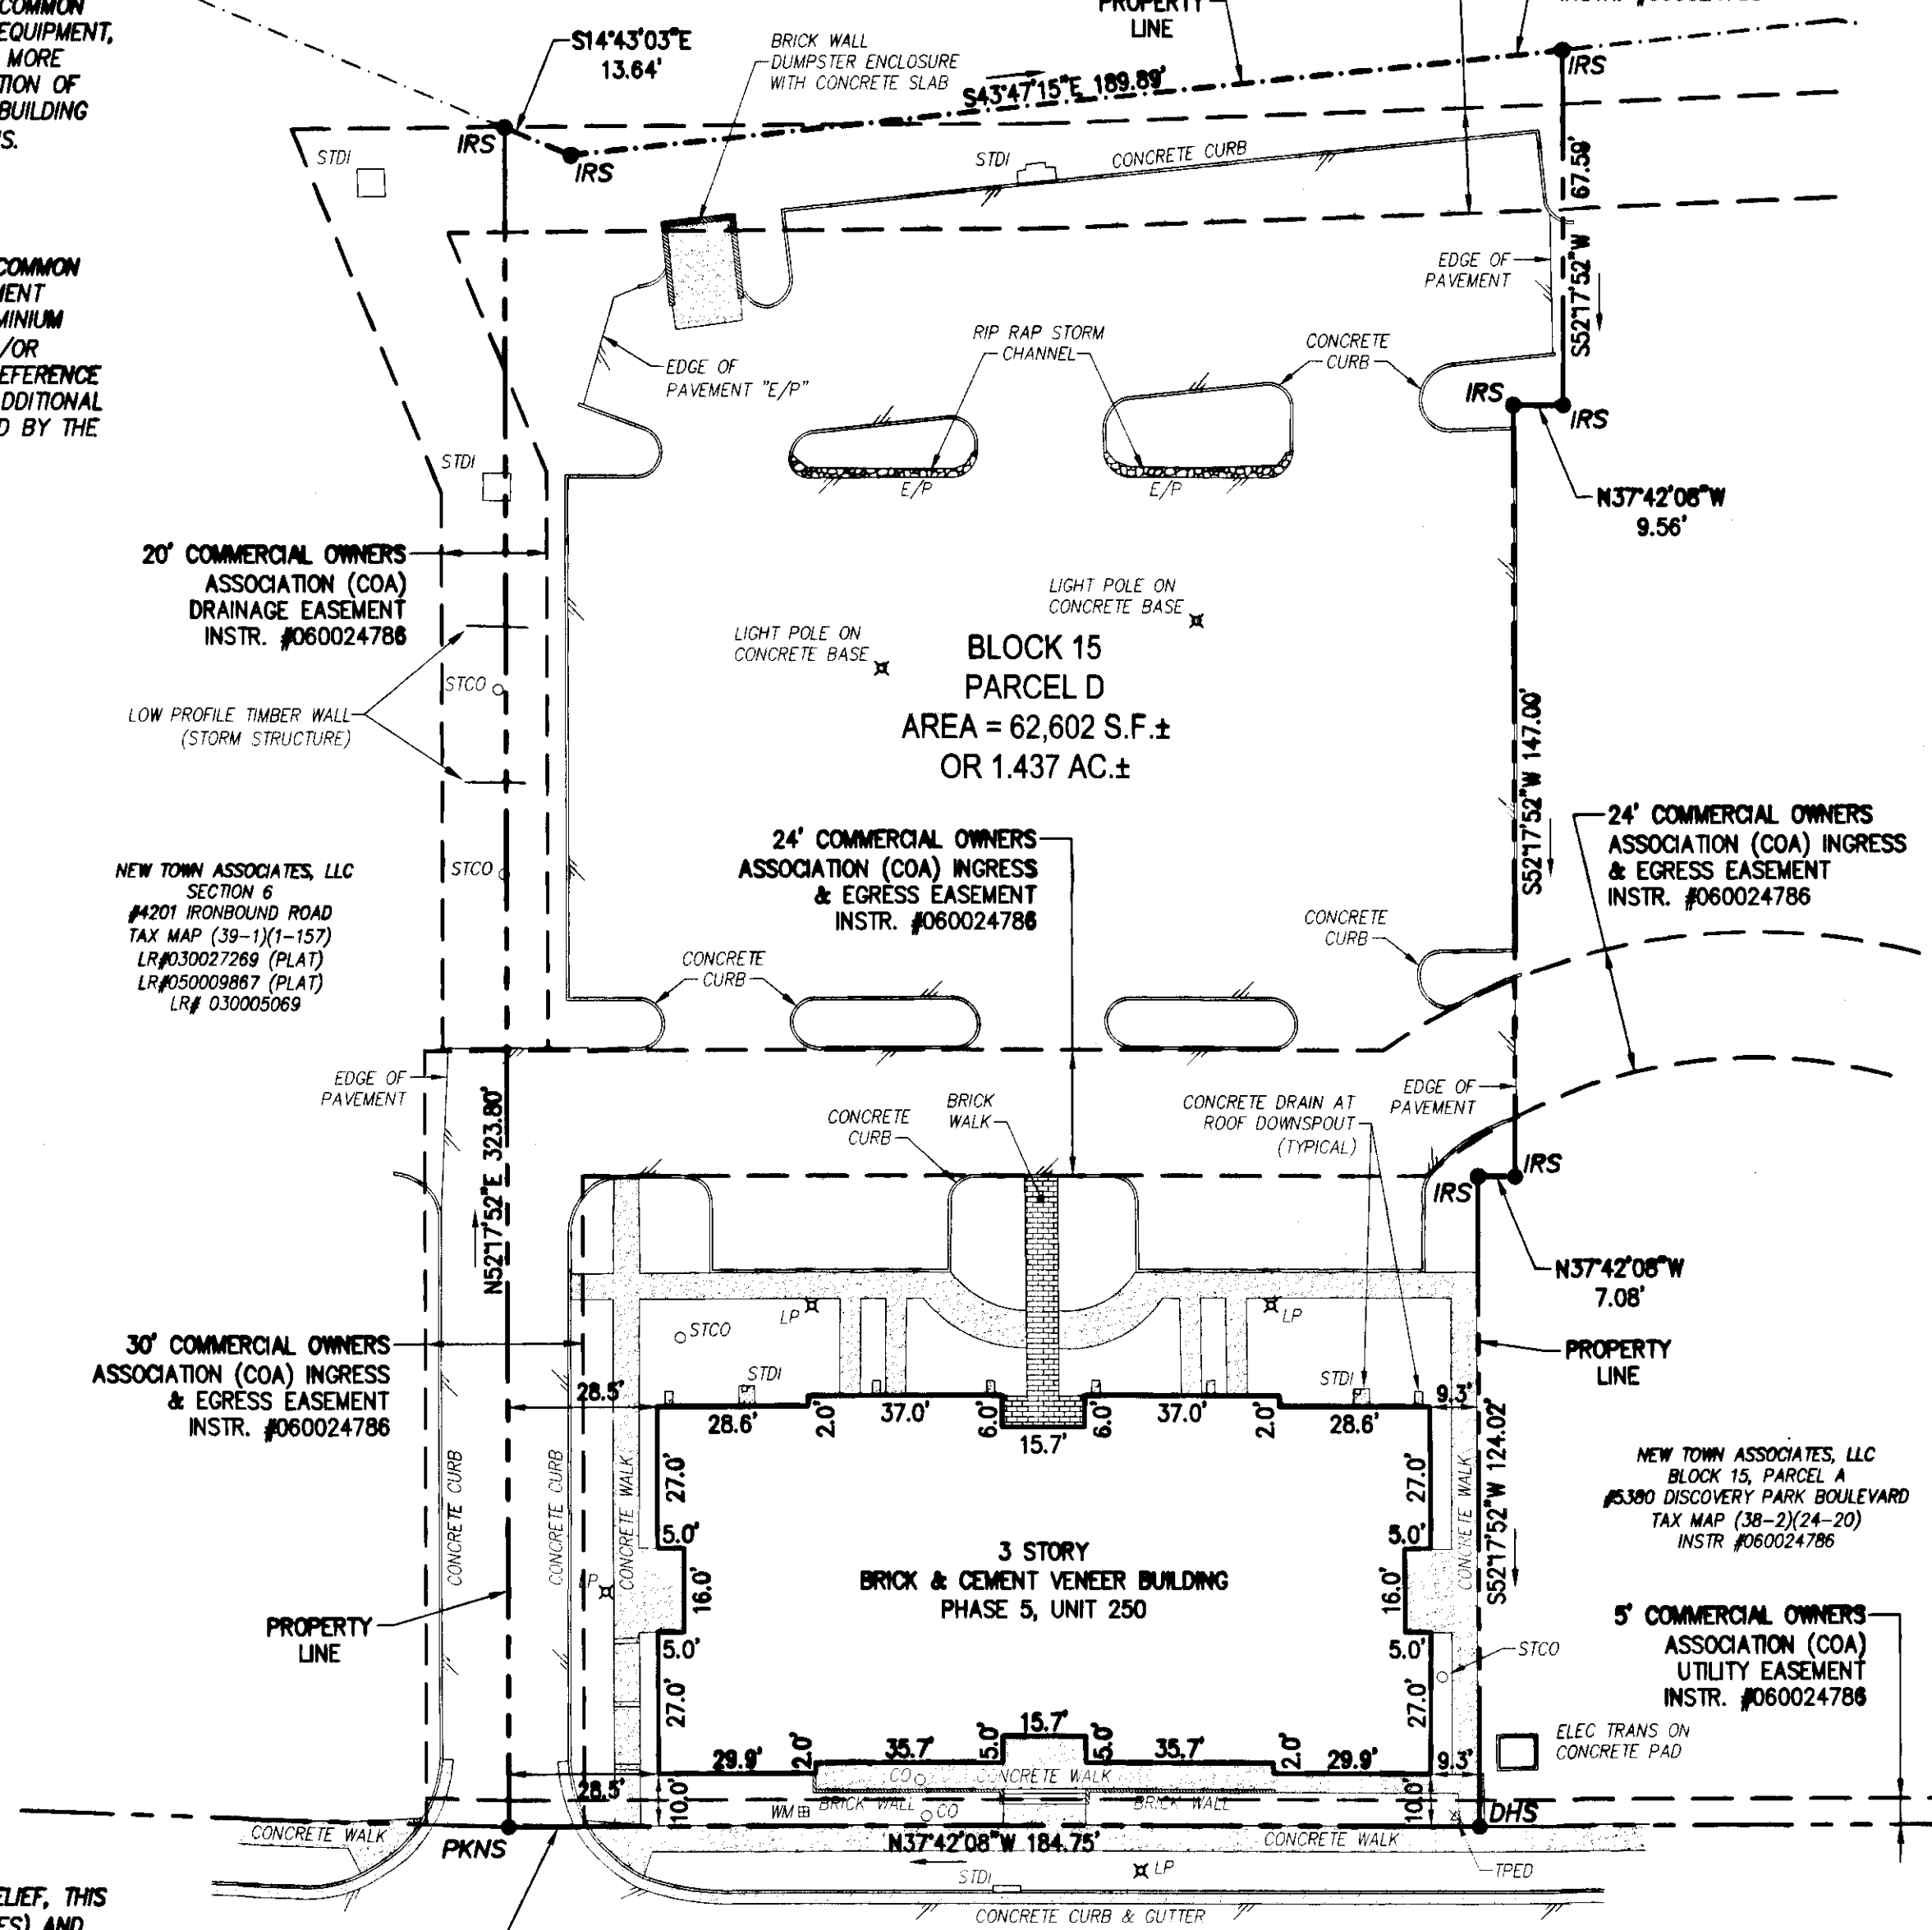 COMMON
EQUIPMENT,
MORE
TION OF
BUILDING
S.
COMMON
MENT
MINIUM
/OR
EFERENCE
DDITIONAL
D BY THE
S14°43'03"E
13.64'
BRICK WALL
DUMPSTER ENCLOSURE
WITH CONCRETE SLAB
PROPERTY
LINE
S43°47'15"E 189.89'
IRS
IRS
IRS
STDI
STDI
CONCRETE CURB
S52°17'52"W 67.59'
EDGE OF
PAVEMENT
EDGE OF
PAVEMENT "E/P"
RIP RAP STORM
CHANNEL
CONCRETE
CURB
IRS
IRS
N37°42'08"W
9.56'
STDI
E/P
E/P
20' COMMERCIAL OWNERS
ASSOCIATION (COA)
DRAINAGE EASEMENT
INSTR. #060024786
LIGHT POLE ON
CONCRETE BASE
LIGHT POLE ON
CONCRETE BASE
BLOCK 15
PARCEL D
AREA = 62,602 S.F.±
OR 1.437 AC.±
STCO
LOW PROFILE TIMBER WALL
(STORM STRUCTURE)
S52°17'52"W 147.00'
24' COMMERCIAL OWNERS
ASSOCIATION (COA) INGRESS
& EGRESS EASEMENT
INSTR. #060024786
24' COMMERCIAL OWNERS
ASSOCIATION (COA) INGRESS
& EGRESS EASEMENT
INSTR. #060024786
NEW TOWN ASSOCIATES, LLC
SECTION 6
#4201 IRONBOUND ROAD
TAX MAP (39-1)(1-157)
LR#030027269 (PLAT)
LR#050009867 (PLAT)
LR# 030005069
STCO
CONCRETE
CURB
CONCRETE
CURB
EDGE OF
PAVEMENT
N52°17'52"E 323.80'
CONCRETE
CURB
BRICK
WALK
CONCRETE DRAIN AT
ROOF DOWNSPOUT
(TYPICAL)
EDGE OF
PAVEMENT
IRS
IRS
N37°42'08"W
7.08'
PROPERTY
LINE
30' COMMERCIAL OWNERS
ASSOCIATION (COA) INGRESS
& EGRESS EASEMENT
INSTR. #060024786
STCO
LP
LP
STDI
STDI
28.5'
28.6'
2.0'
37.0'
6.0'
15.7'
6.0'
37.0'
2.0'
28.6'
9.3'
S52°17'52"W 124.02'
CONCRETE CURB
CONCRETE CURB
CONCRETE WALK
CONCRETE WALK
27.0'
5.0'
16.0'
5.0'
27.0'
27.0'
5.0'
16.0'
5.0'
27.0'
LP
3 STORY
BRICK & CEMENT VENEER BUILDING
PHASE 5, UNIT 250
NEW TOWN ASSOCIATES, LLC
BLOCK 15, PARCEL A
#5380 DISCOVERY PARK BOULEVARD
TAX MAP (38-2)(24-20)
INSTR #060024786
PROPERTY
LINE
5' COMMERCIAL OWNERS
ASSOCIATION (COA)
UTILITY EASEMENT
INSTR. #060024786
STCO
ELEC TRANS ON
CONCRETE PAD
29.9'
2.0'
35.7'
5.0'
15.7'
5.0'
35.7'
2.0'
29.9'
9.3'
28.5'
10.0'
10.0'
CO
CONCRETE WALK
WM
BRICK WALL
CO
BRICK WALL
DHS
CONCRETE WALK
PKNS
N37°42'08"W 184.75'
CONCRETE WALK
STDI
LP
TPED
CONCRETE CURB & GUTTER
ELIEF, THIS